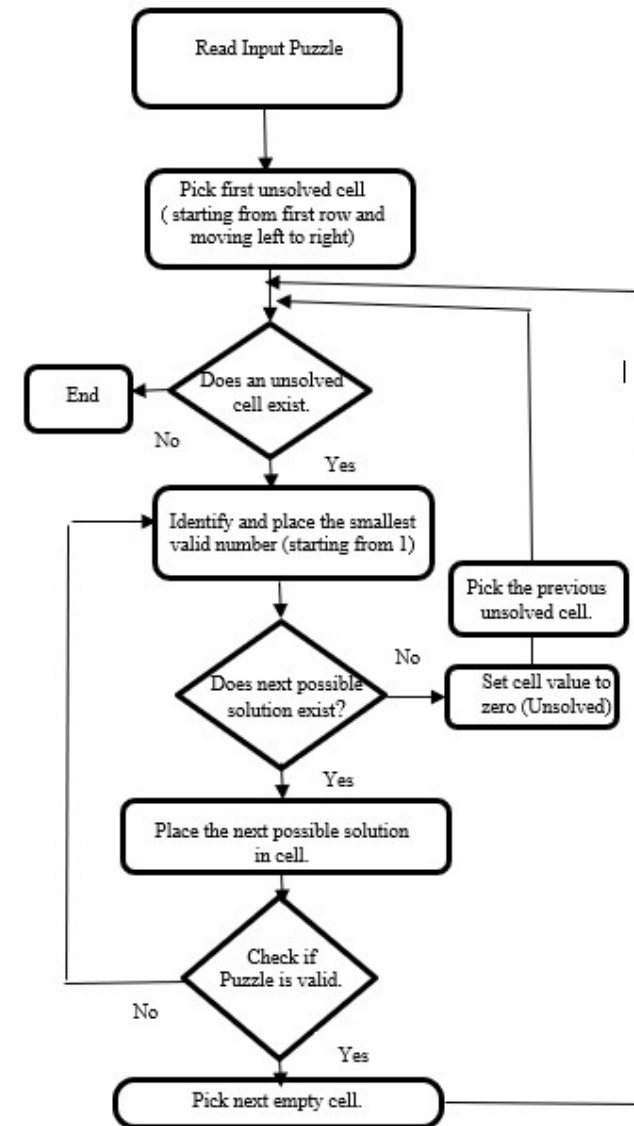 Read Input Puzzle
Pick first unsolved cell
( starting from first row and
moving left to right)
Does an unsolved
cell exist.
End
No
Yes
Identify and place the smallest
valid number (starting from 1)
Pick the previous
unsolved cell.
No
Does next possible
solution exist?
Set cell value to
zero (Unsolved)
Yes
Place the next possible solution
in cell.
Check if
Puzzle is valid.
No
Yes
Pick next empty cell.